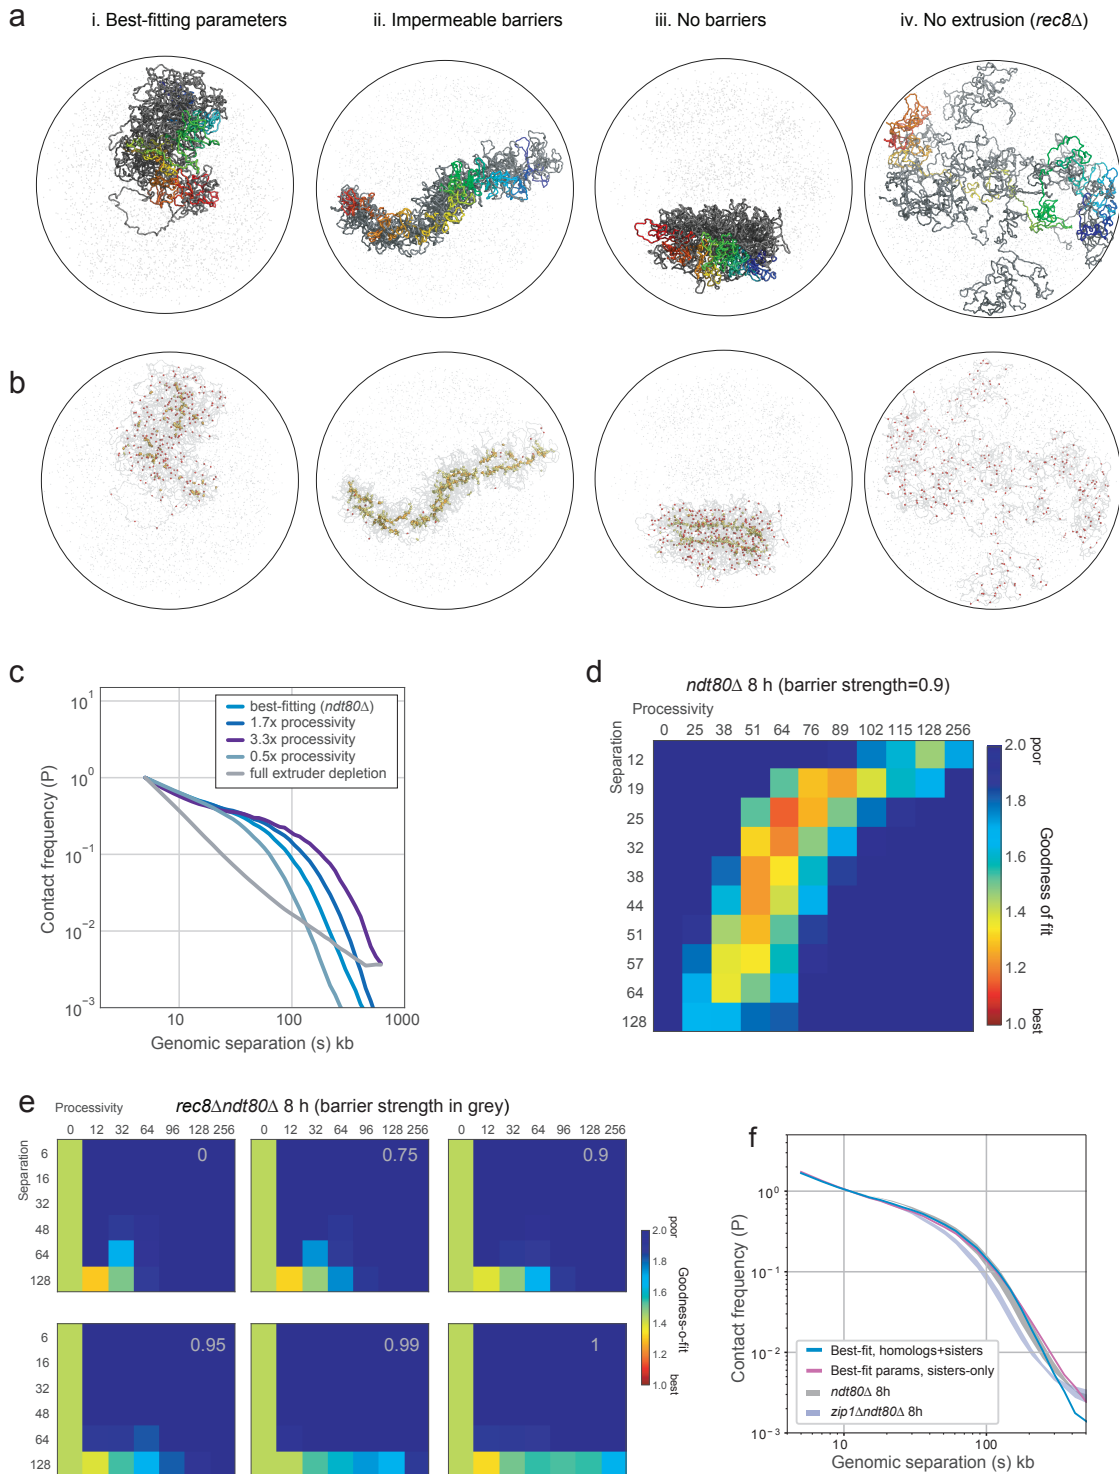 a
i. Best-fitting parameters
ii. Impermeable barriers
iii. No barriers
iv. No extrusion (rec8Δ)
b
c
Contact frequency (P)
10^1
10^0
10^−1
10^−2
10^−3
best-fitting (ndt80Δ)
1.7x processivity
3.3x processivity
0.5x processivity
full extruder depletion
10 100 1000
Genomic separation (s) kb
d
ndt80Δ 8 h (barrier strength=0.9)
Processivity
0 25 38 51 64 76 89 102 115 128 256
Separation
12
19
25
32
38
44
51
57
64
128
2.0
1.8
1.6
1.4
1.2
1.0
poor
Goodness of fit
best
e
Processivity
rec8Δndt80Δ 8 h (barrier strength in grey)
0 12 32 64 96 128 256
0 12 32 64 96 128 256
0 12 32 64 96 128 256
Separation
6
16
32
48
64
128
0
0.75
0.9
6
16
32
48
64
128
0.95
0.99
1
poor
2.0
1.8
1.6
1.4
1.2
1.0
Goodness-o-fit
best
f
Contact frequency (P)
10^0
10^−1
10^−2
10^−3
Best-fit, homologs+sisters
Best-fit params, sisters-only
ndt80Δ 8h
zip1Δndt80Δ 8h
10 100
Genomic separation (s) kb